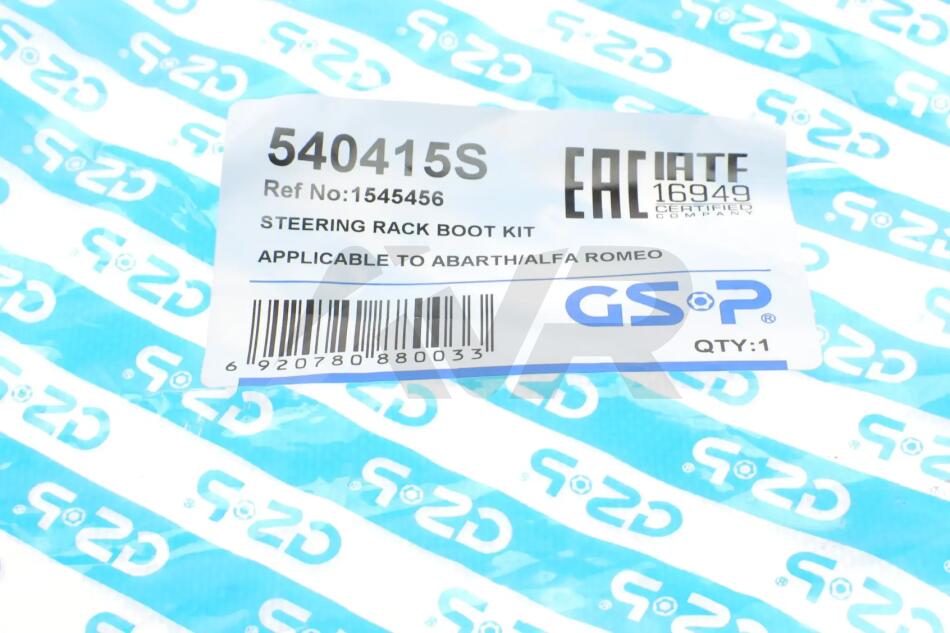 540415S
Ref No:1545456
STEERING RACK BOOT KIT
APPLICABLE TO ABARTH/ALFA ROMEO
EAC
IATF
16949
CERTIFIED
COMPANY
GS·P®
QTY:1
6 920780 880033